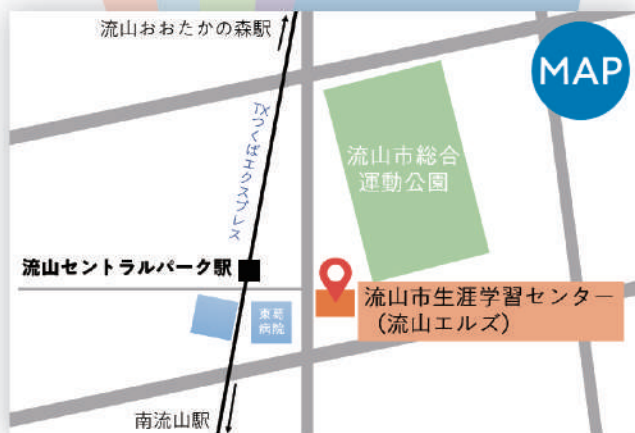 流山おおたかの森駅
MAP
TXつくばエクスプレス
流山市総合
運動公園
流山セントラルパーク駅
東葛
病院
流山市生涯学習センター
(流山エルズ)
南流山駅